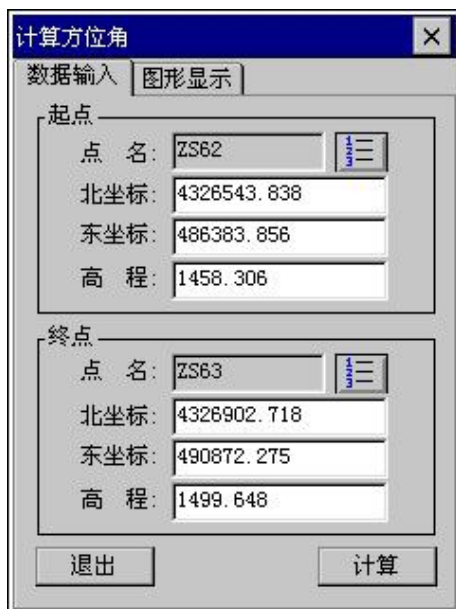 计算方位角
数据输入 图形显示
起点
点 名: ZS62
北坐标: 4326543.838
东坐标: 486383.856
高 程: 1458.306
终点
点 名: ZS63
北坐标: 4326902.718
东坐标: 490872.275
高 程: 1499.648
退出 计算